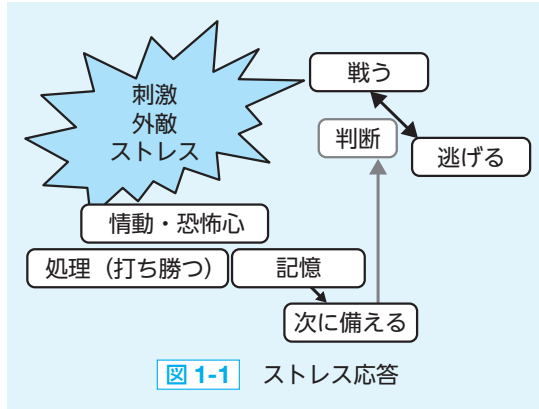 刺激
外敵
ストレス
戦う
判断
逃げる
情動・恐怖心
処理（打ち勝つ）
記憶
次に備える
図 1-1 ストレス応答